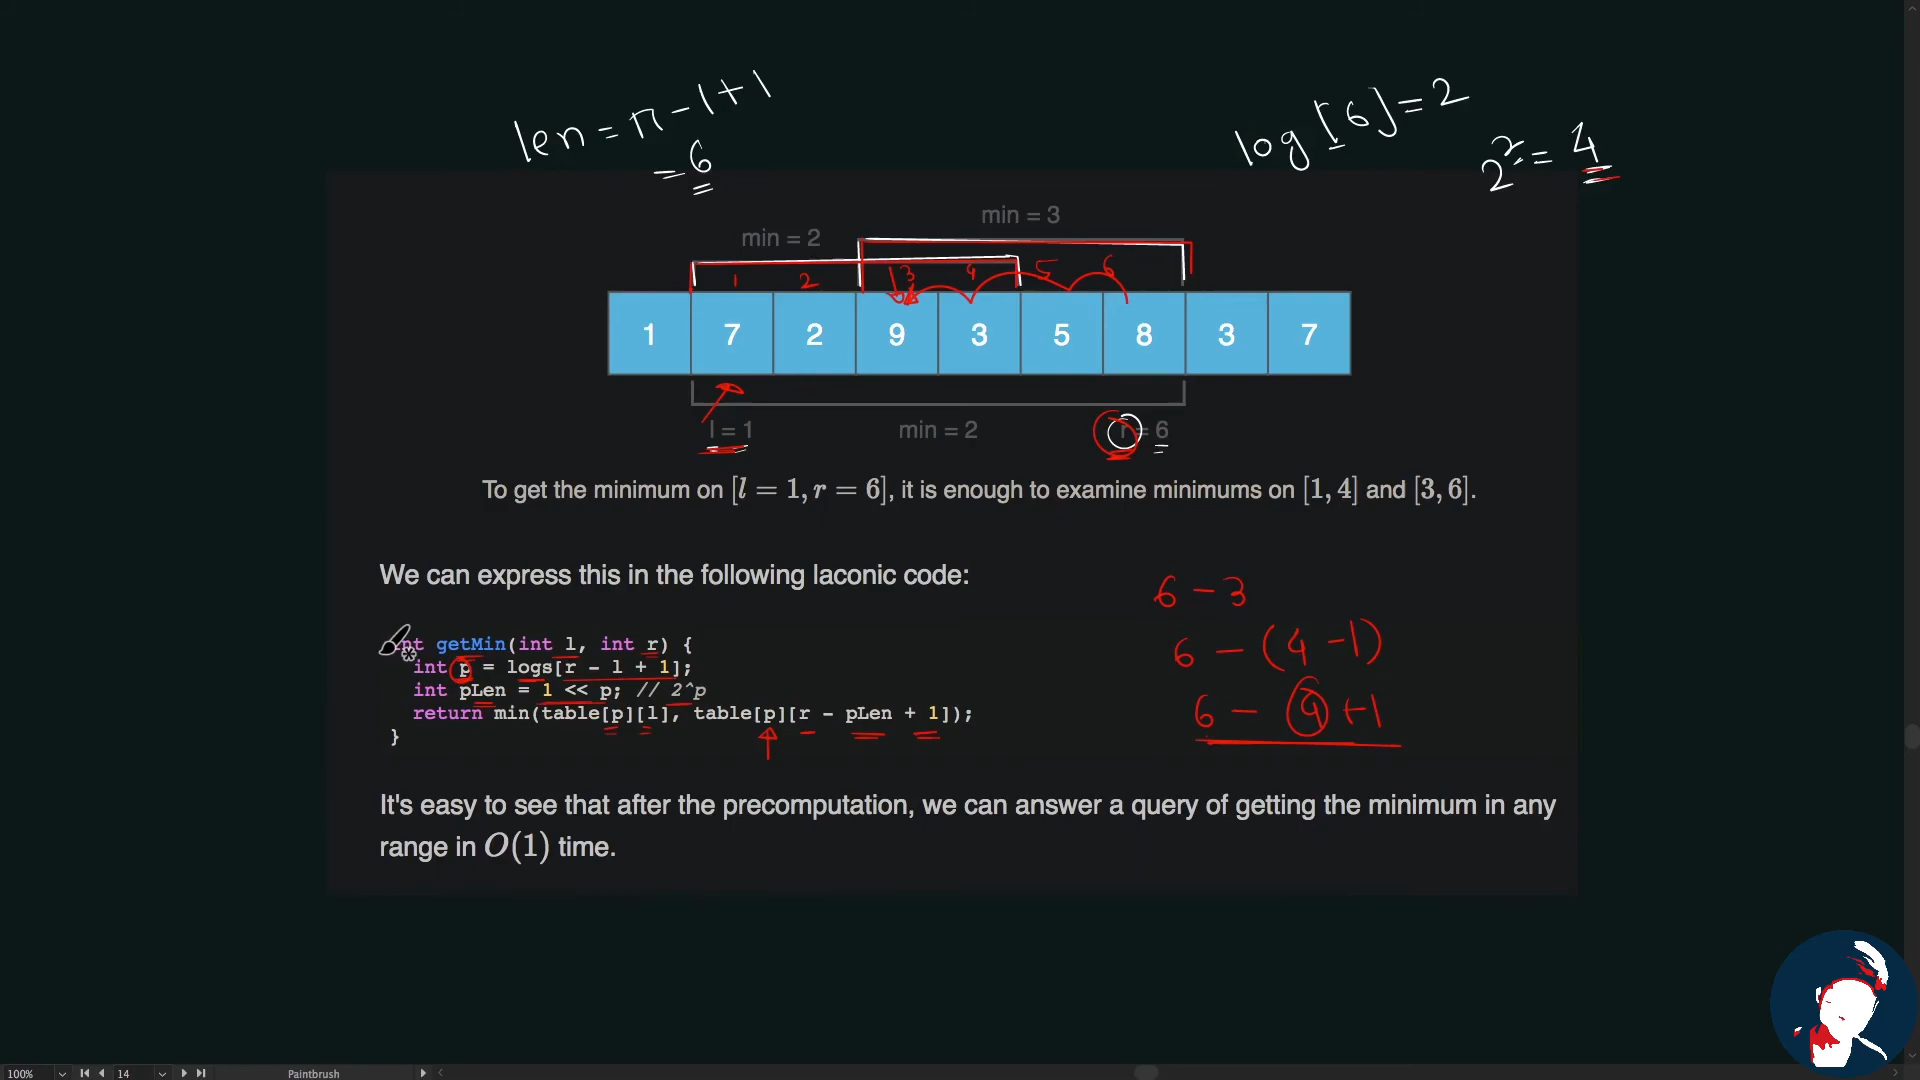 len = r - l + 1
= 6
log[6] = 2
2^2 = 4
min = 3
min = 2
1 2 3 4 5 6
1 7 2 9 3 5 8 3 7
l = 1 min = 2 r = 6
To get the minimum on [l = 1, r = 6], it is enough to examine minimums on [1, 4] and [3, 6].
We can express this in the following laconic code:
6 - 3
int getMin(int l, int r) {
6 - (4 - 1)
int p = logs[r - l + 1];
int pLen = 1 << p; // 2^p
return min(table[p][l], table[p][r - pLen + 1]);
6 - 4 + 1
}
It's easy to see that after the precomputation, we can answer a query of getting the minimum in any
range in O(1) time.
100% 14 Paintbrush